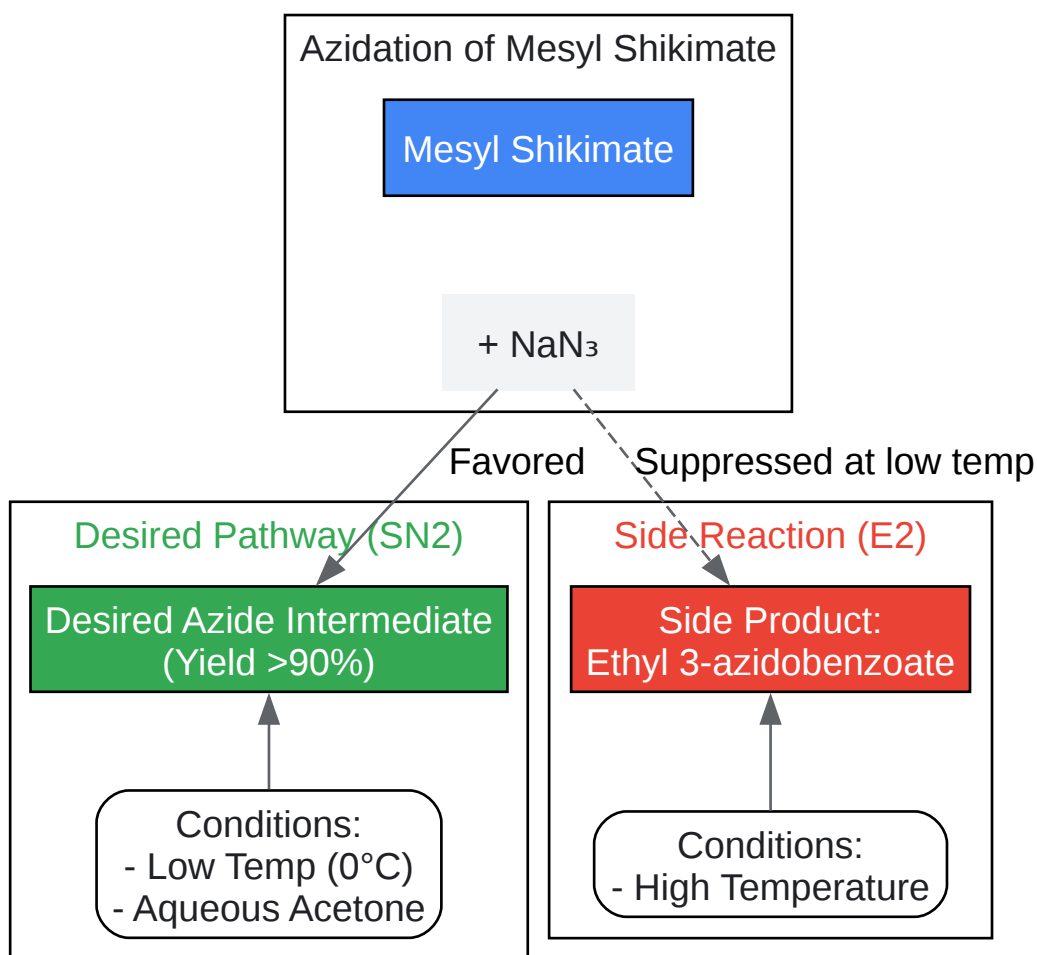 Azidation of Mesyl Shikimate
Mesyl Shikimate
+ NaN₃
Favored
Suppressed at low temp
Desired Pathway (SN2)
Desired Azide Intermediate
(Yield >90%)
Conditions:
- Low Temp (0°C)
- Aqueous Acetone
Side Reaction (E2)
Side Product:
Ethyl 3-azidobenzoate
Conditions:
- High Temperature